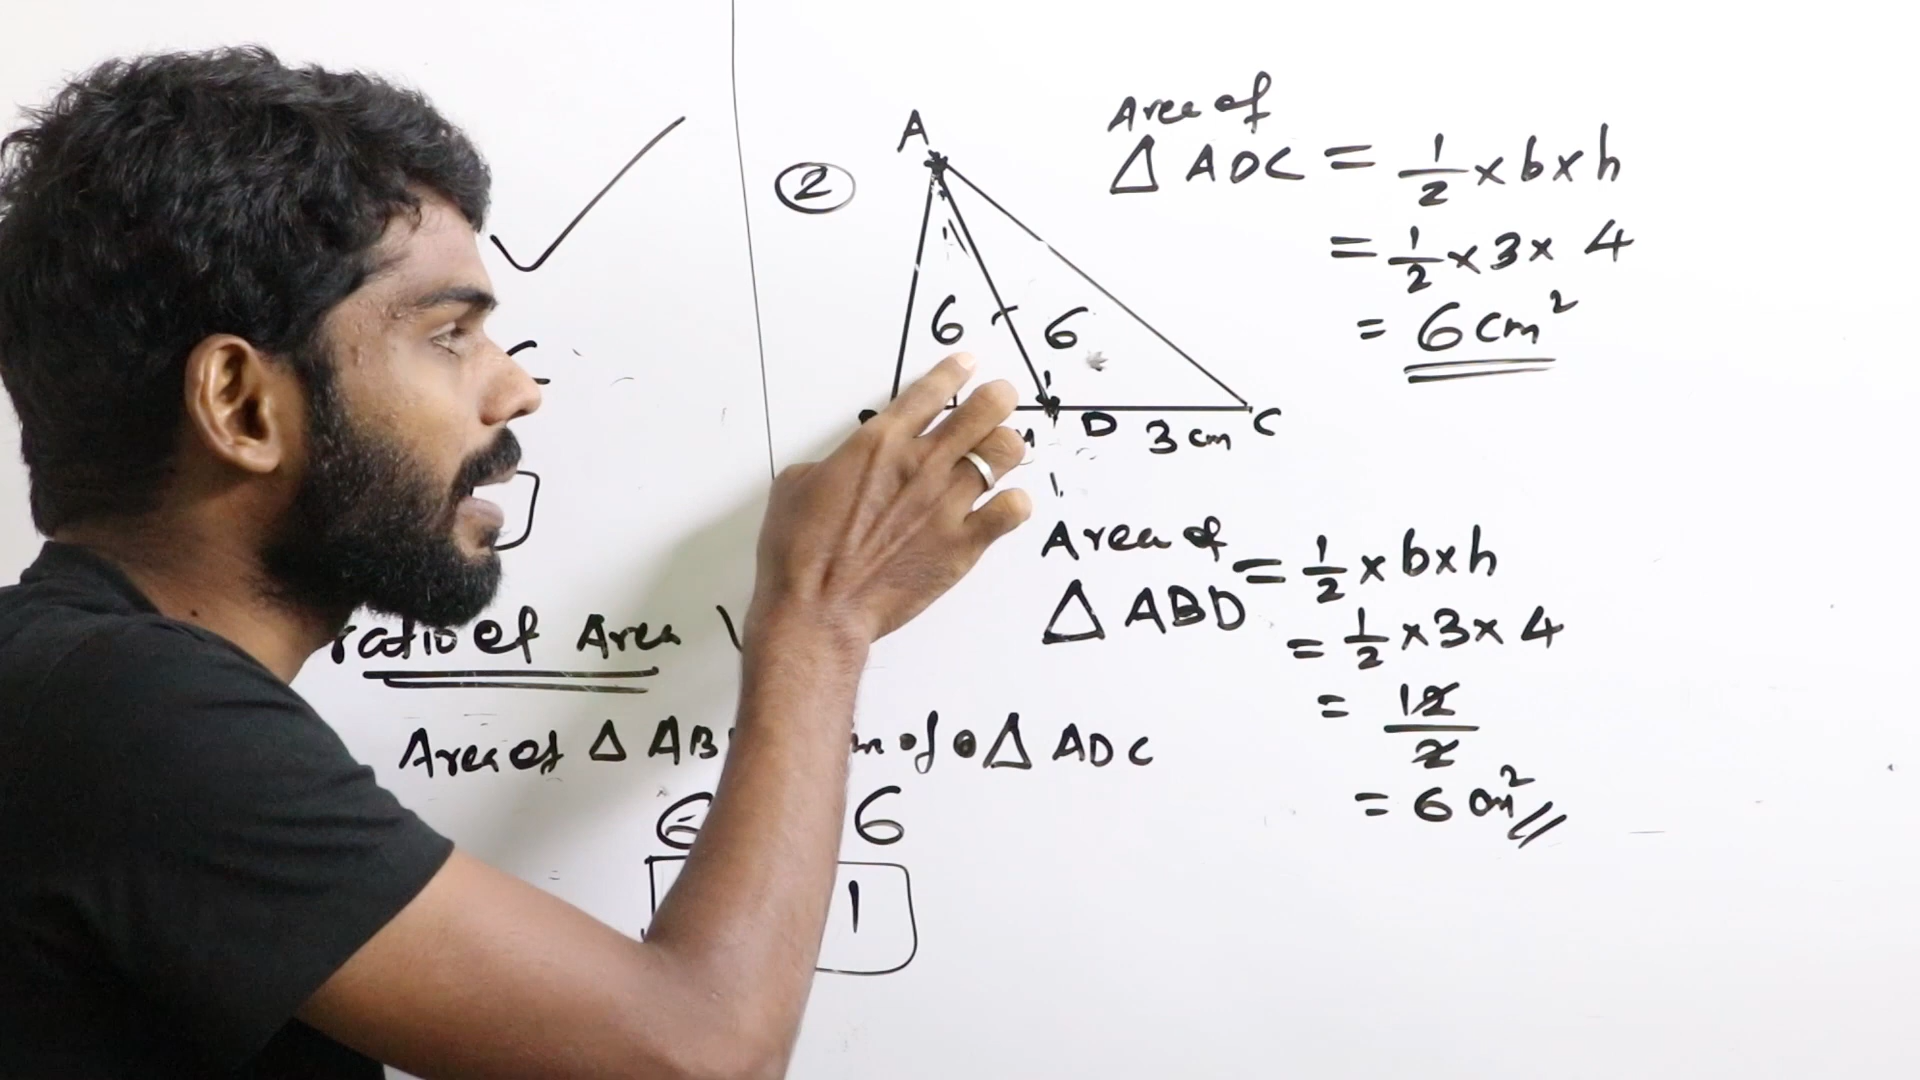 2
A
6
6
D
3 cm
C
Area of
Δ ADC = 1/2 × b × h
= 1/2 × 3 × 4
= 6 cm²
Area of
Δ ABD = 1/2 × b × h
= 1/2 × 3 × 4
= 12/2
= 6 cm²
ratio of Area
Area of Δ AB of Δ ADC
6 6
1